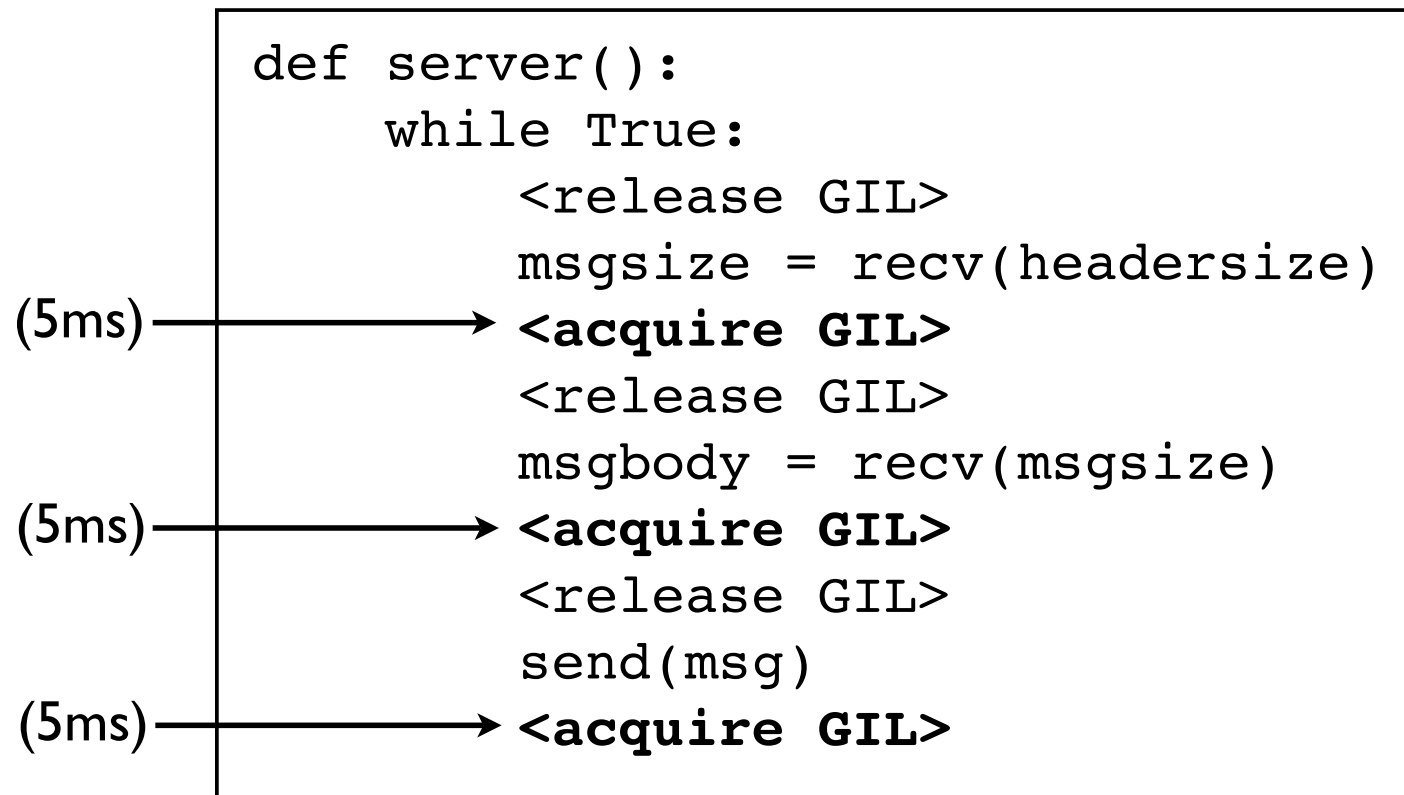 def server():
    while True:
        <release GIL>
        msgsize = recv(headersize)
(5ms) <acquire GIL>
        <release GIL>
        msgbody = recv(msgsize)
(5ms) <acquire GIL>
        <release GIL>
        send(msg)
(5ms) <acquire GIL>